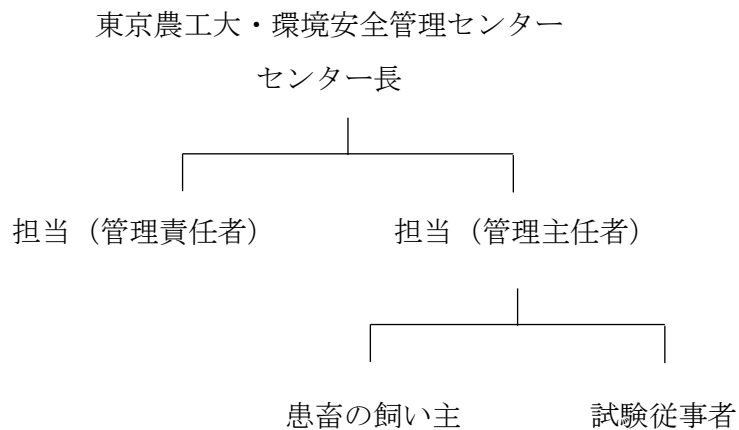 東京農工大・環境安全管理センター
センター長
担当（管理責任者） 担当（管理主任者）
患畜の飼い主 試験従事者